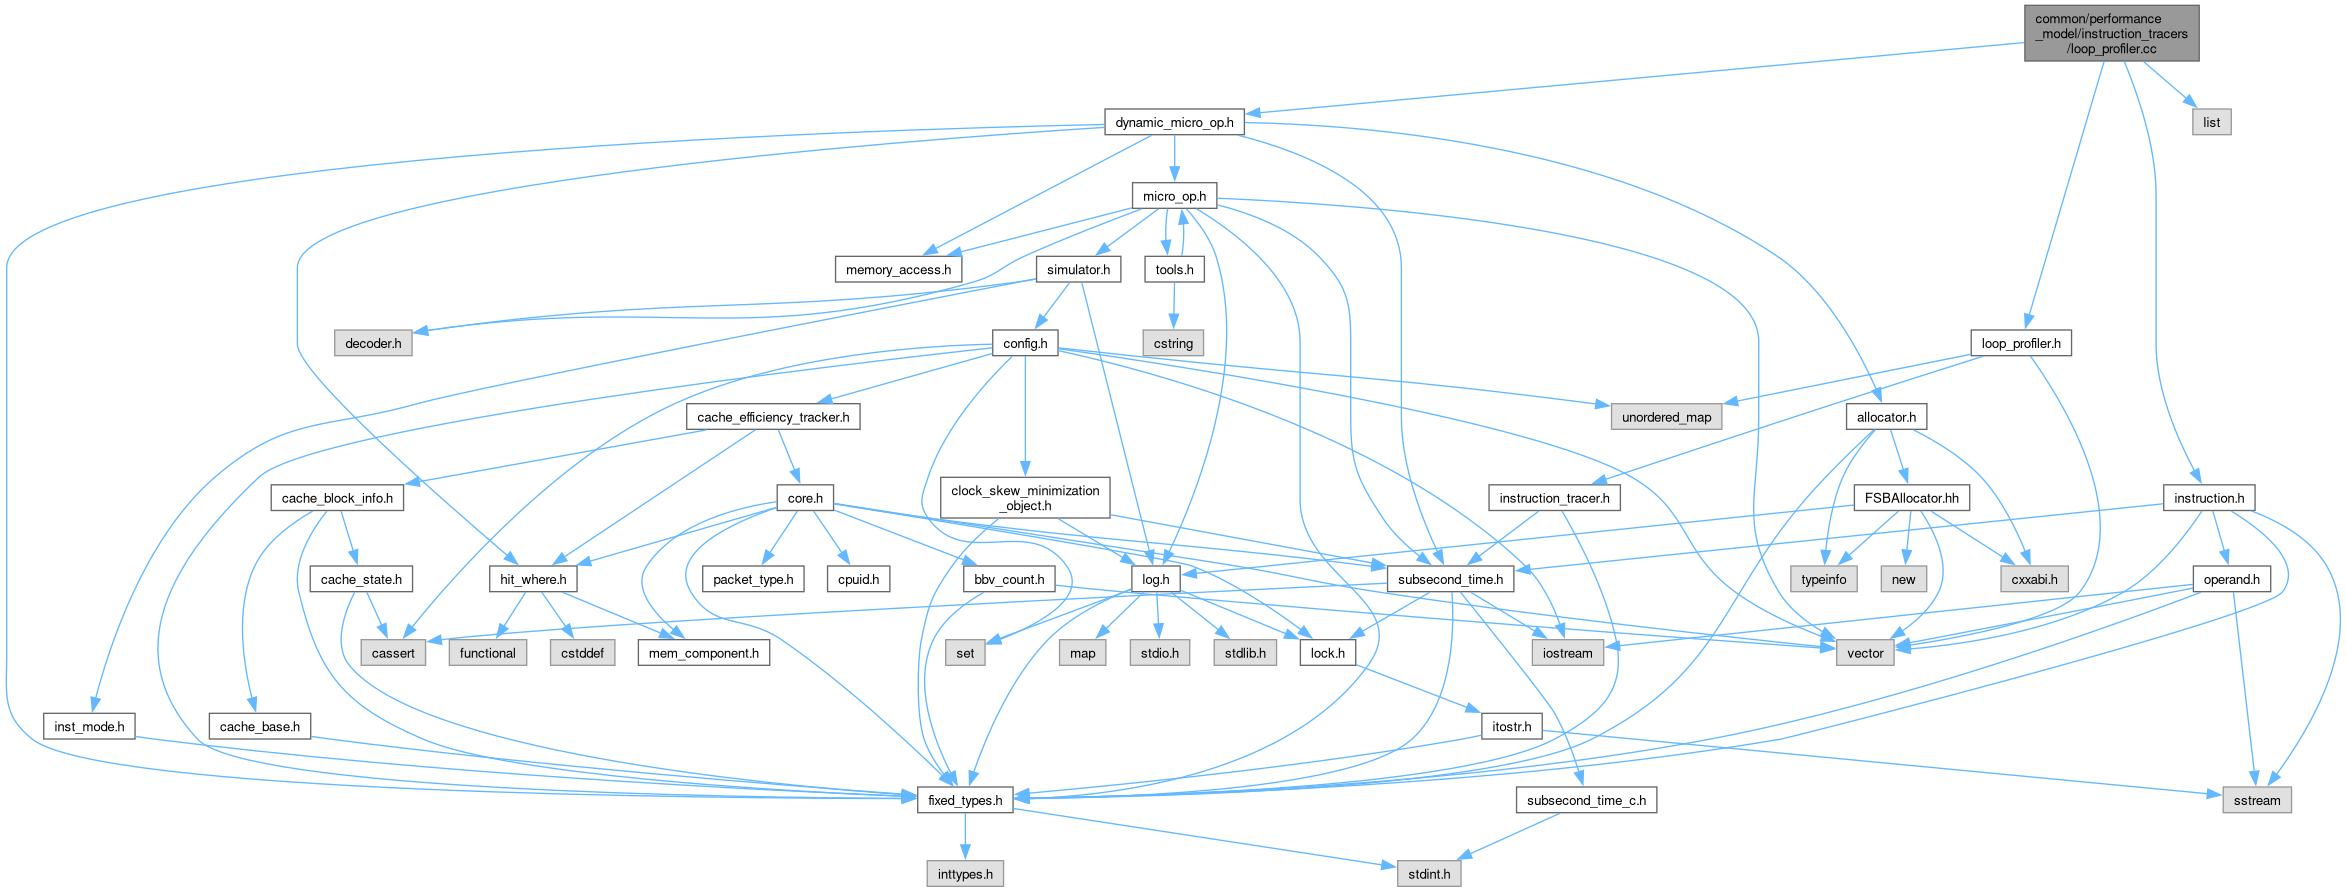 common/performance
_model/instruction_tracers
/loop_profiler.cc
dynamic_micro_op.h
list
micro_op.h
memory_access.h
simulator.h
tools.h
decoder.h
config.h
cstring
loop_profiler.h
cache_efficiency_tracker.h
unordered_map
allocator.h
cache_block_info.h
core.h
clock_skew_minimization
_object.h
instruction_tracer.h
FSBAllocator.hh
instruction.h
cache_state.h
hit_where.h
packet_type.h
cpuid.h
bbv_count.h
log.h
subsecond_time.h
typeinfo
new
cxxabi.h
operand.h
cassert
functional
cstddef
mem_component.h
set
map
stdio.h
stdlib.h
lock.h
iostream
vector
inst_mode.h
cache_base.h
itostr.h
fixed_types.h
subsecond_time_c.h
sstream
inttypes.h
stdint.h